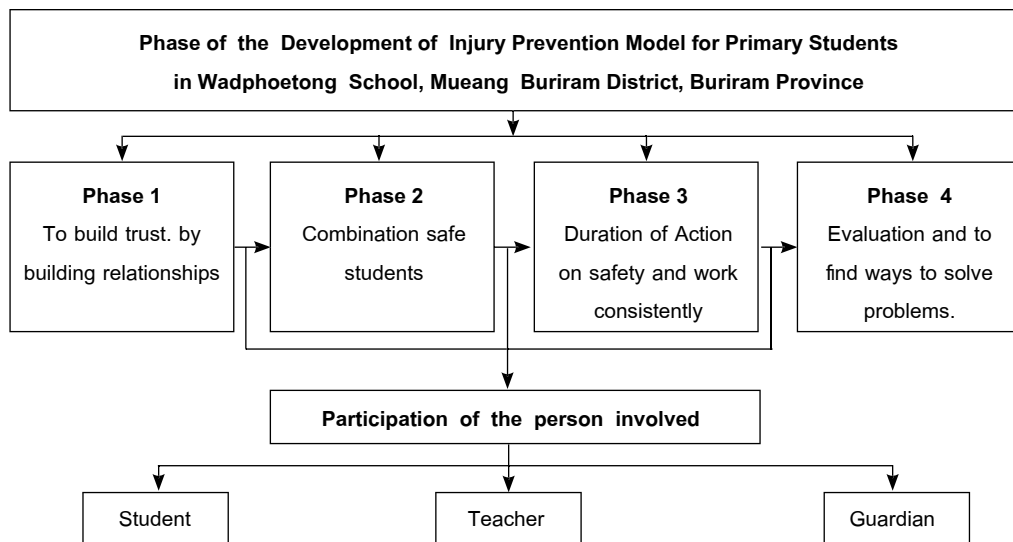 Phase of the Development of Injury Prevention Model for Primary Students
in Wadphoetong School, Mueang Buriram District, Buriram Province
Phase 1
To build trust. by
building relationships
Phase 2
Combination safe
students
Phase 3
Duration of Action
on safety and work
consistently
Phase 4
Evaluation and to
find ways to solve
problems.
Participation of the person involved
Student
Teacher
Guardian